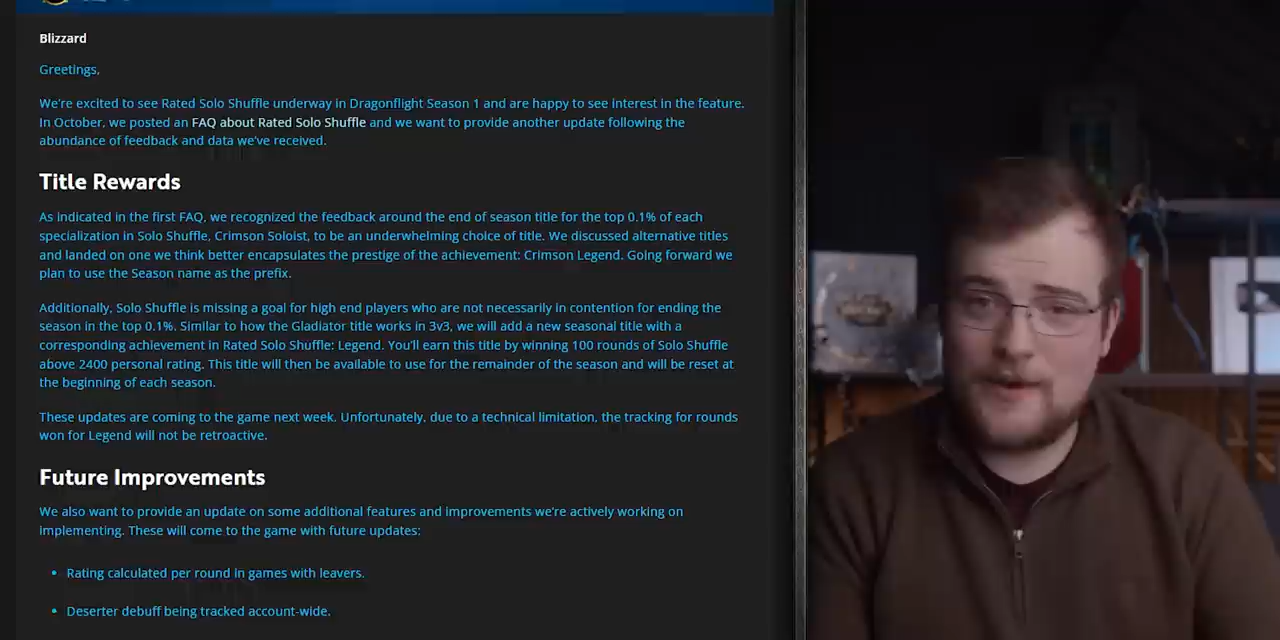 Blizzard
Greetings,
We're excited to see Rated Solo Shuffle underway in Dragonflight Season 1 and are happy to see interest in the feature.
In October, we posted an FAQ about Rated Solo Shuffle and we want to provide another update following the
abundance of feedback and data we've received.
Title Rewards
As indicated in the first FAQ, we recognized the feedback around the end of season title for the top 0.1% of each
specialization in Solo Shuffle, Crimson Soloist, to be an underwhelming choice of title. We discussed alternative titles
and landed on one we think better encapsulates the prestige of the achievement: Crimson Legend. Going forward we
plan to use the Season name as the prefix.
Additionally, Solo Shuffle is missing a goal for high end players who are not necessarily in contention for ending the
season in the top 0.1%. Similar to how the Gladiator title works in 3v3, we will add a new seasonal title with a
corresponding achievement in Rated Solo Shuffle: Legend. You'll earn this title by winning 100 rounds of Solo Shuffle
above 2400 personal rating. This title will then be available to use for the remainder of the season and will be reset at
the beginning of each season.
These updates are coming to the game next week. Unfortunately, due to a technical limitation, the tracking for rounds
won for Legend will not be retroactive.
Future Improvements
We also want to provide an update on some additional features and improvements we're actively working on
implementing. These will come to the game with future updates:
• Rating calculated per round in games with leavers.
• Deserter debuff being tracked account-wide.